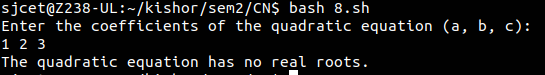 sjcet@Z238-UL:~/kishor/sem2/CN$ bash 8.sh
Enter the coefficients of the quadratic equation (a, b, c):
1 2 3
The quadratic equation has no real roots.